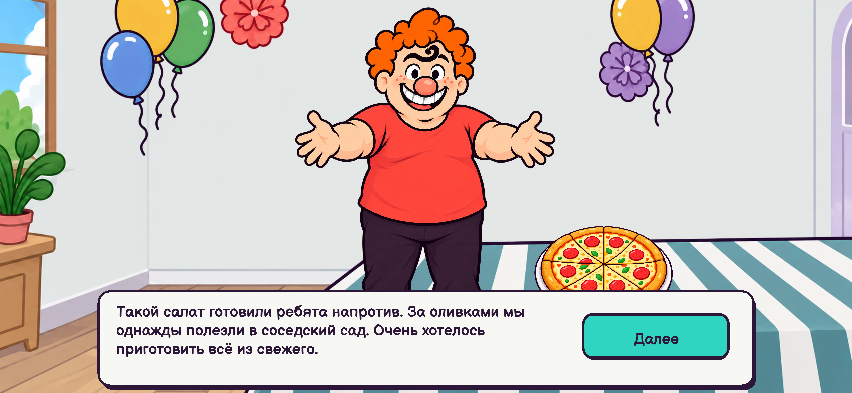 Такой салат готовили ребята напротив. За оливками мы
однажды полезли в соседский сад. Очень хотелось
приготовить всё из свежего.
Далее